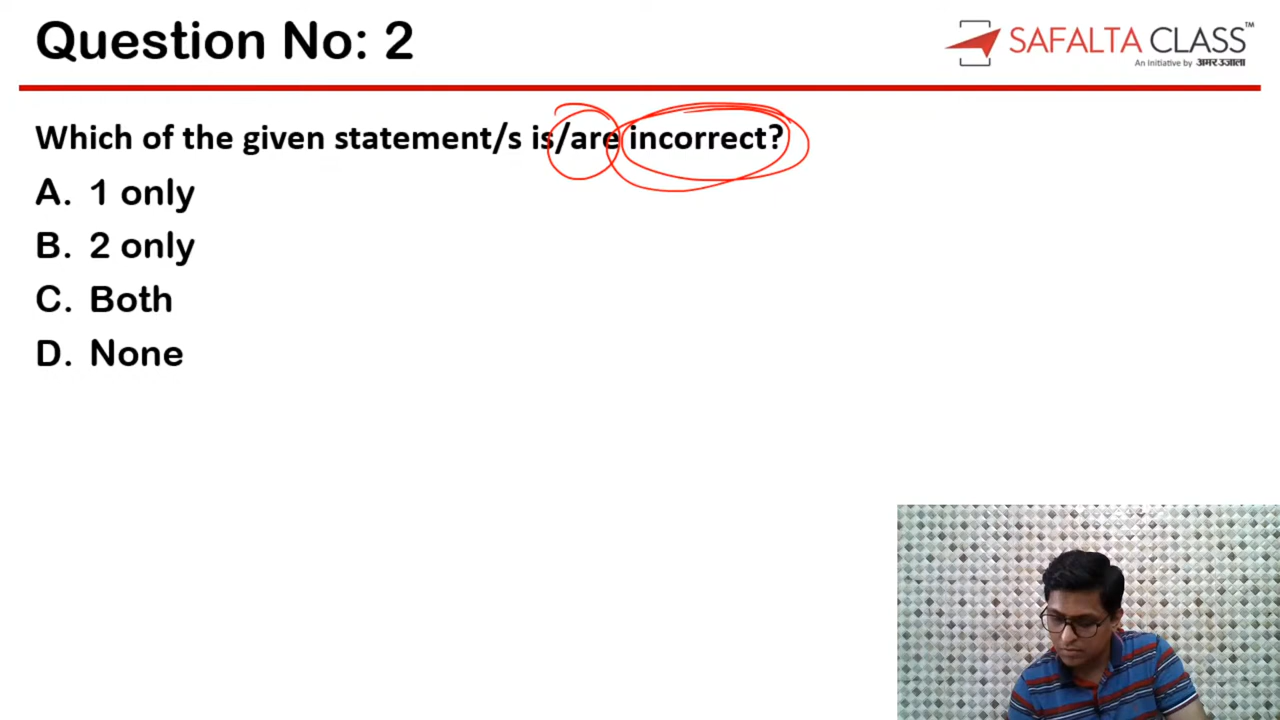 Question No: 2
SAFALTA CLASS™
An Initiative by अमर उजाला
Which of the given statement/s is/are incorrect?
A. 1 only
B. 2 only
C. Both
D. None